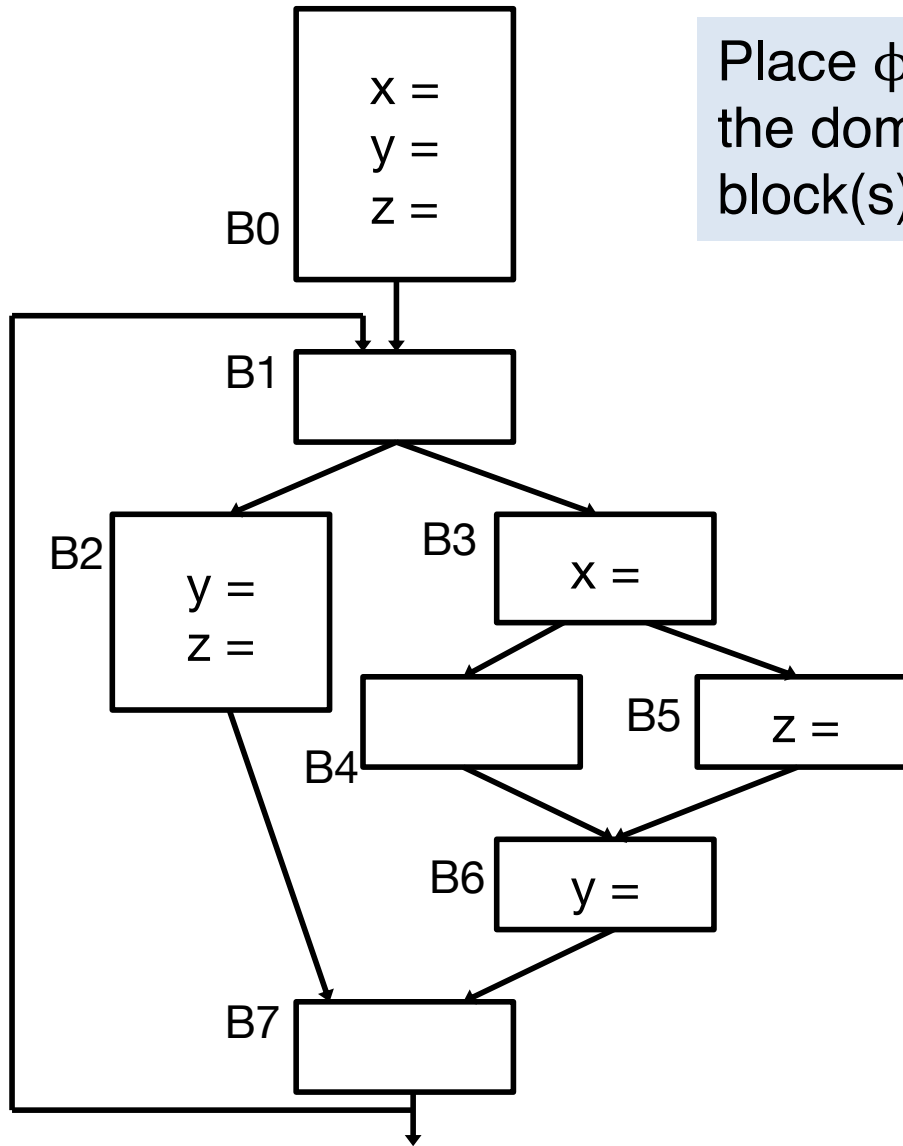 x =
y =
z =
B0
Place ϕ
the dom
block(s)
B1
B2
y =
z =
B3
x =
B4
B5
z =
B6
y =
B7